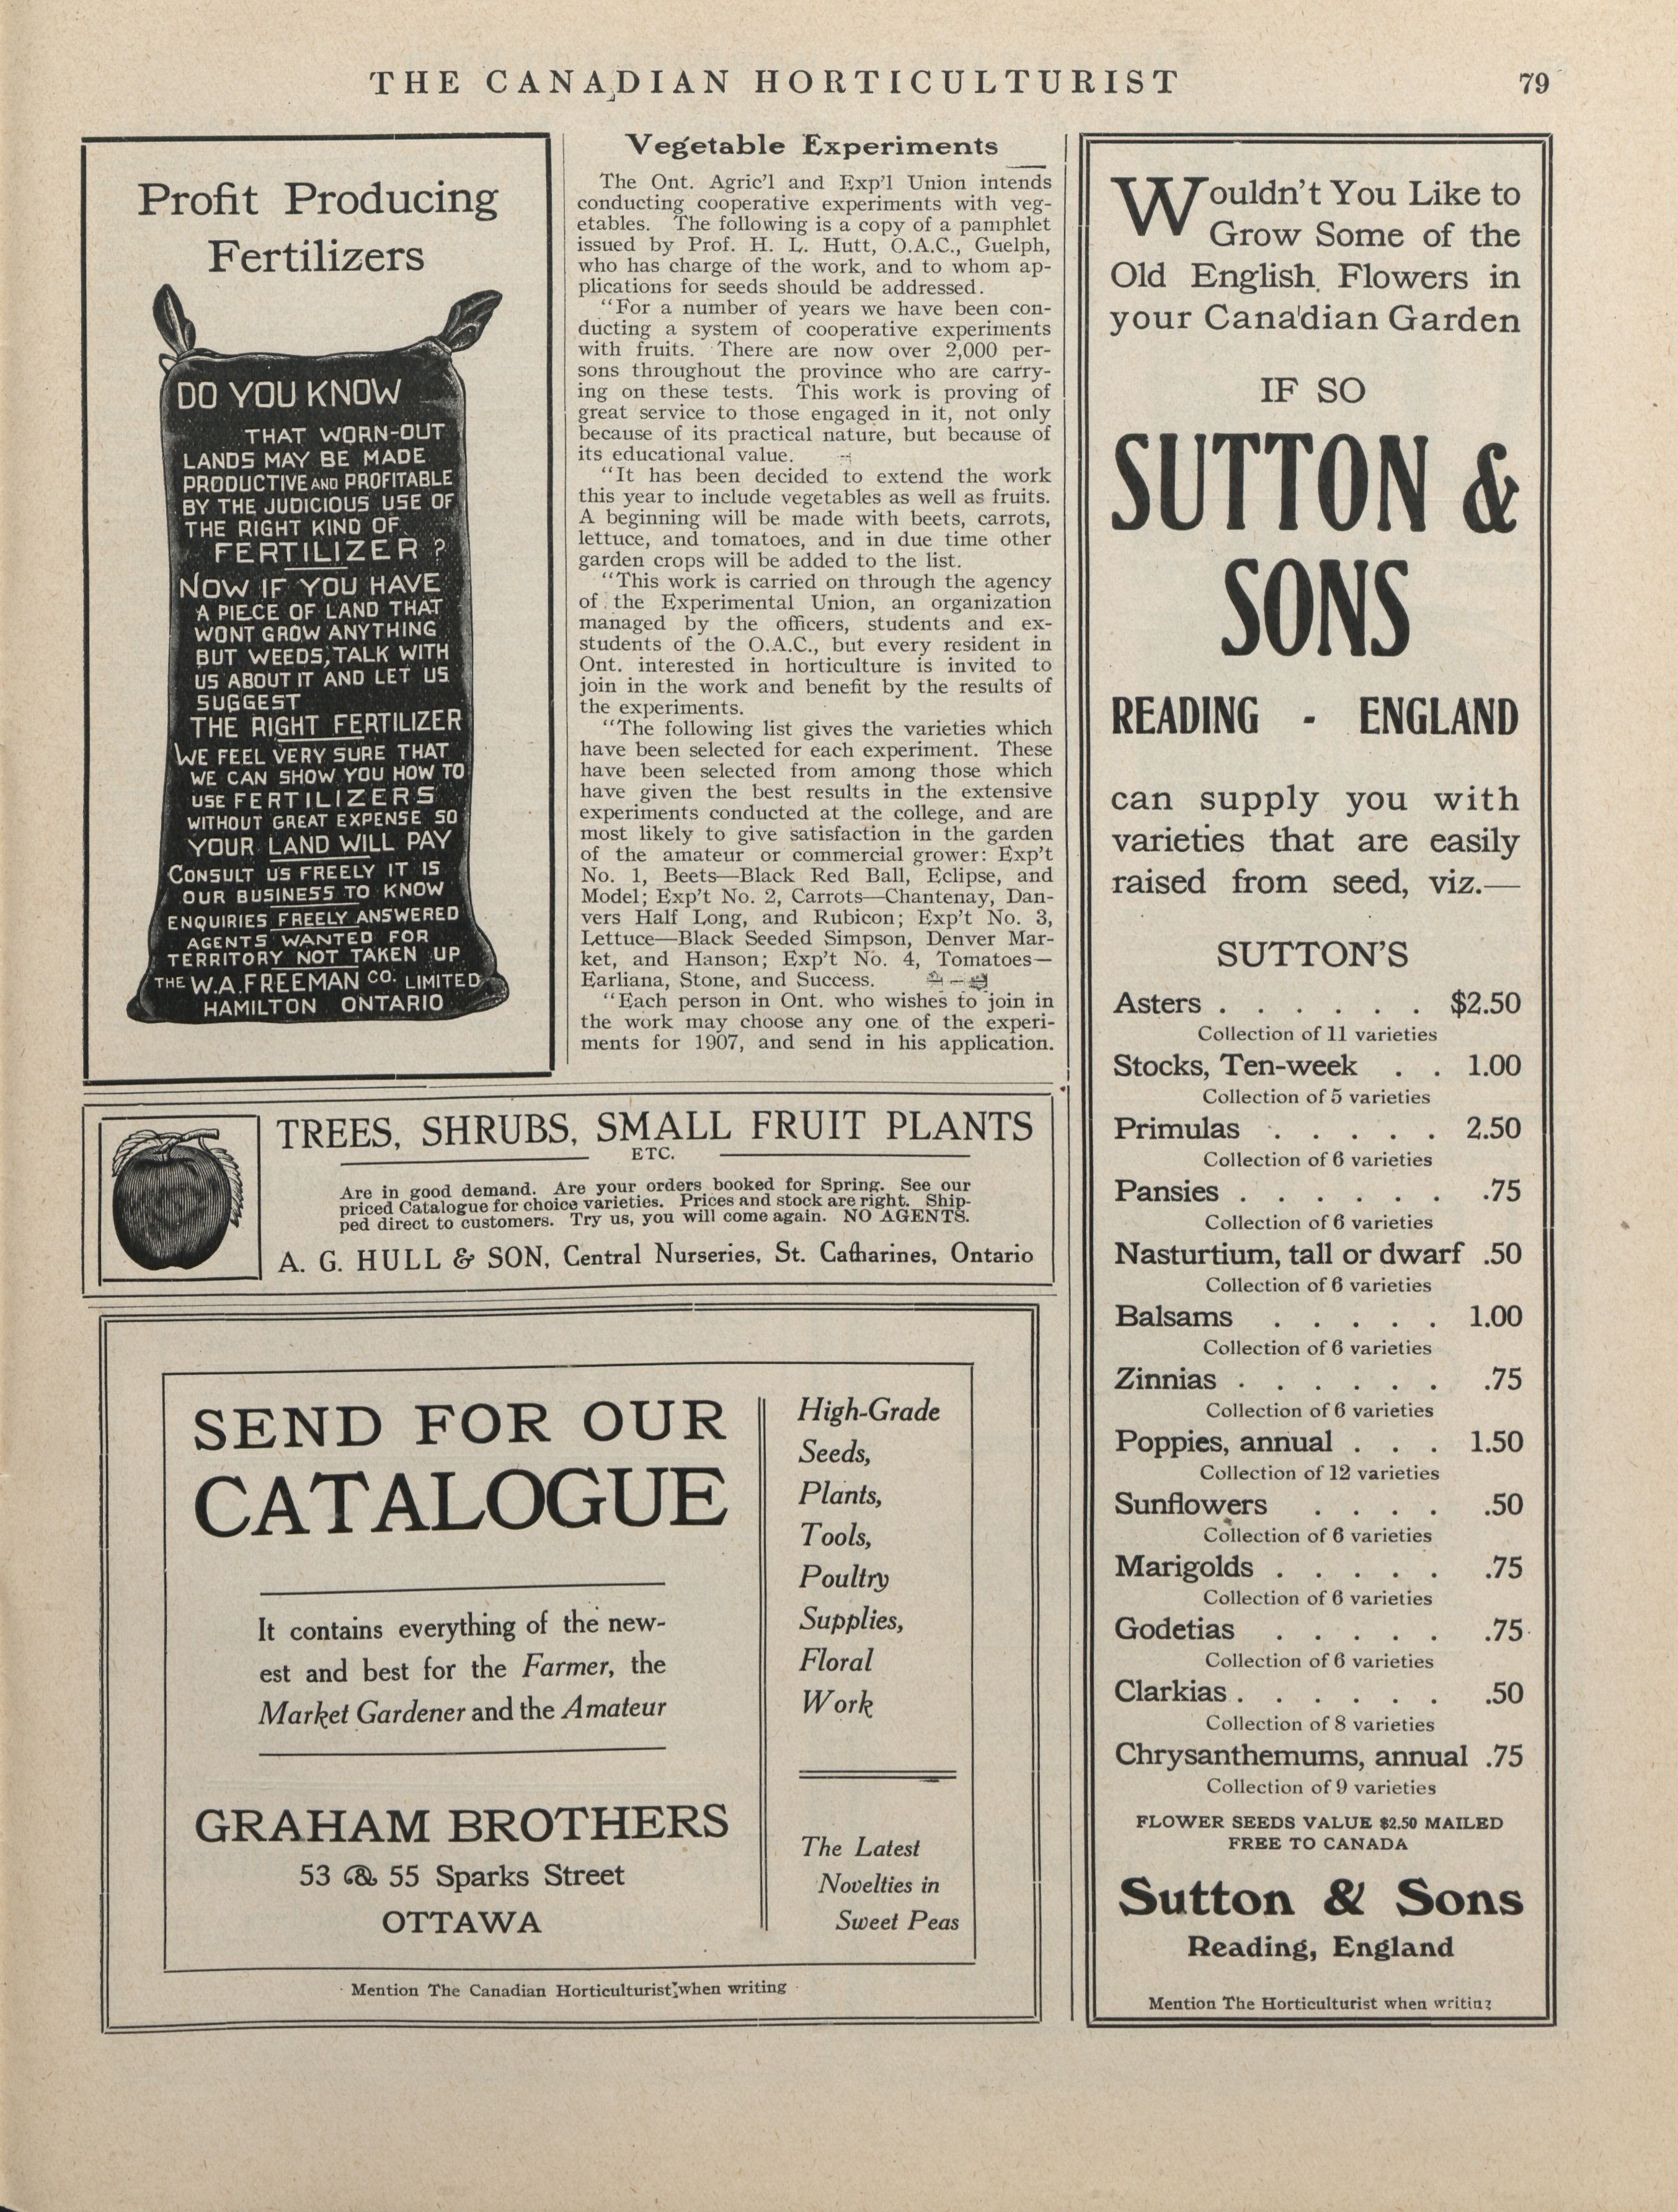 THE CANADIAN HORTICULTURIST
79
Profit Producing
Fertilizers
DO YOU KNOW
THAT WORN-OUT
LANDS MAY BE MADE
PRODUCTIVE AND PROFITABLE
BY THE JUDICIOUS USE OF
THE RIGHT KIND OF
FERTILIZER ?
NOW IF YOU HAVE
A PIECE OF LAND THAT
WONT GROW ANYTHING
BUT WEEDS, TALK WITH
US ABOUT IT AND LET US
SUGGEST
THE RIGHT FERTILIZER
WE FEEL VERY SURE THAT
WE CAN SHOW YOU HOW TO
USE FERTILIZERS
WITHOUT GREAT EXPENSE SO
YOUR LAND WILL PAY
CONSULT US FREELY IT IS
OUR BUSINESS TO KNOW
ENQUIRIES FREELY ANSWERED
AGENTS WANTED FOR
TERRITORY NOT TAKEN UP
THE W.A. FREEMAN CO. LIMITED
HAMILTON ONTARIO
Vegetable Experiments
The Ont. Agric'l and Exp'l Union intends
conducting cooperative experiments with veg-
etables. The following is a copy of a pamphlet
issued by Prof. H. L. Hutt, O.A.C., Guelph,
who has charge of the work, and to whom ap-
plications for seeds should be addressed.
"For a number of years we have been con-
ducting a system of cooperative experiments
with fruits. There are now over 2,000 per-
sons throughout the province who are carry-
ing on these tests. This work is proving of
great service to those engaged in it, not only
because of its practical nature, but because of
its educational value.
"It has been decided to extend the work
this year to include vegetables as well as fruits.
A beginning will be made with beets, carrots,
lettuce, and tomatoes, and in due time other
garden crops will be added to the list.
"This work is carried on through the agency
of the Experimental Union, an organization
managed by the officers, students and ex-
students of the O.A.C., but every resident in
Ont. interested in horticulture is invited to
join in the work and benefit by the results of
the experiments.
"The following list gives the varieties which
have been selected for each experiment. These
have been selected from among those which
have given the best results in the extensive
experiments conducted at the college, and are
most likely to give satisfaction in the garden
of the amateur or commercial grower: Exp't
No. 1, Beets—Black Red Ball, Eclipse, and
Model; Exp't No. 2, Carrots—Chantenay, Dan-
vers Half Long, and Rubicon; Exp't No. 3,
Lettuce—Black Seeded Simpson, Denver Mar-
ket, and Hanson; Exp't No. 4, Tomatoes—
Earliana, Stone, and Success.
"Each person in Ont. who wishes to join in
the work may choose any one of the experi-
ments for 1907, and send in his application.
TREES, SHRUBS, SMALL FRUIT PLANTS
ETC.
Are in good demand. Are your orders booked for Spring. See our
priced Catalogue for choice varieties. Prices and stock are right. Ship-
ped direct to customers. Try us, you will come again. NO AGENTS.
A. G. HULL & SON, Central Nurseries, St. Catharines, Ontario
SEND FOR OUR
CATALOGUE
It contains everything of the new-
est and best for the Farmer, the
Market Gardener and the Amateur
GRAHAM BROTHERS
53 & 55 Sparks Street
OTTAWA
High-Grade
Seeds,
Plants,
Tools,
Poultry
Supplies,
Floral
Work
The Latest
Novelties in
Sweet Peas
Mention The Canadian Horticulturist when writing
Wouldn't You Like to
Grow Some of the
Old English Flowers in
your Canadian Garden
IF SO
SUTTON &
SONS
READING - ENGLAND
can supply you with
varieties that are easily
raised from seed, viz.—
SUTTON'S
Asters . . . . . . $2.50
Collection of 11 varieties
Stocks, Ten-week . . 1.00
Collection of 5 varieties
Primulas . . . . . 2.50
Collection of 6 varieties
Pansies . . . . . . .75
Collection of 6 varieties
Nasturtium, tall or dwarf .50
Collection of 6 varieties
Balsams . . . . . 1.00
Collection of 6 varieties
Zinnias . . . . . . .75
Collection of 6 varieties
Poppies, annual . . . 1.50
Collection of 12 varieties
Sunflowers . . . . .50
Collection of 6 varieties
Marigolds . . . . . .75
Collection of 6 varieties
Godetias . . . . . .75
Collection of 6 varieties
Clarkias . . . . . . .50
Collection of 8 varieties
Chrysanthemums, annual .75
Collection of 9 varieties
FLOWER SEEDS VALUE $2.50 MAILED
FREE TO CANADA
Sutton & Sons
Reading, England
Mention The Horticulturist when writing